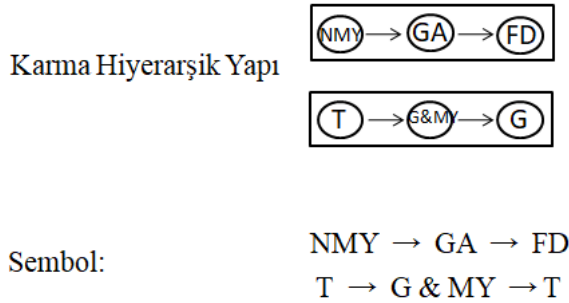 NMY → GA → FD
Karma Hiyerarşik Yapı
T → G&MY → G
Sembol:
NMY → GA → FD
T → G & MY → T